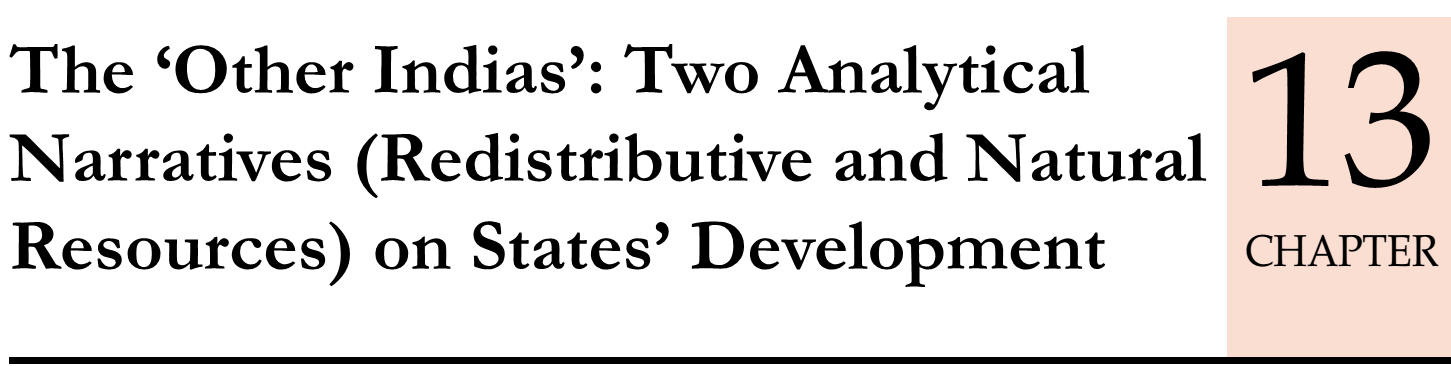 The ‘Other Indias’: Two Analytical
Narratives (Redistributive and Natural
Resources) on States’ Development
13
CHAPTER